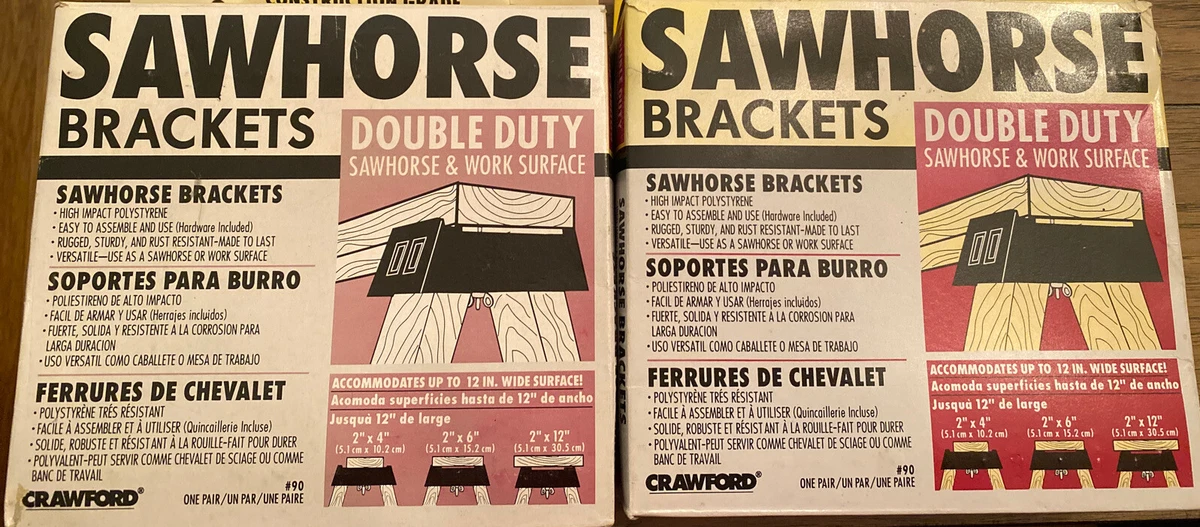 CONSTRUCTION GRADE
SAWHORSE
BRACKETS
DOUBLE DUTY
SAWHORSE & WORK SURFACE
SAWHORSE BRACKETS
• HIGH IMPACT POLYSTYRENE
• EASY TO ASSEMBLE AND USE (Hardware Included)
• RUGGED, STURDY, AND RUST RESISTANT-MADE TO LAST
• VERSATILE—USE AS A SAWHORSE OR WORK SURFACE
SOPORTES PARA BURRO
• POLIESTIRENO DE ALTO IMPACTO
• FACIL DE ARMAR Y USAR (Herrajes incluidos)
• FUERTE, SOLIDA Y RESISTENTE A LA CORROSION PARA
LARGA DURACION
• USO VERSATIL COMO CABALLETE O MESA DE TRABAJO
FERRURES DE CHEVALET
• POLYSTYRÈNE TRÉS RÉSISTANT
• FACILE À ASSEMBLER ET À UTILISER (Quincaillerie Incluse)
• SOLIDE, ROBUSTE ET RÉSISTANT À LA ROUILLE-FAIT POUR DURER
• POLYVALENT-PEUT SERVIR COMME CHEVALET DE SCIAGE OU COMME
BANC DE TRAVAIL
CRAWFORD®
#90
ONE PAIR/UN PAR/UNE PAIRE
ACCOMMODATES UP TO 12 IN. WIDE SURFACE!
Acomoda superficies hasta de 12" de ancho
Jusquà 12" de large
2" x 4" 2" x 6" 2" x 12"
(5.1 cm x 10.2 cm) (5.1 cm x 15.2 cm) (5.1 cm x 30.5 cm)
SAWHORSE BRACKETS
SAWHORSE
BRACKETS
DOUBLE DUTY
SAWHORSE & WORK SURFACE
SAWHORSE BRACKETS
• HIGH IMPACT POLYSTYRENE
• EASY TO ASSEMBLE AND USE (Hardware Included)
• RUGGED, STURDY, AND RUST RESISTANT-MADE TO LAST
• VERSATILE—USE AS A SAWHORSE OR WORK SURFACE
SOPORTES PARA BURRO
• POLIESTIRENO DE ALTO IMPACTO
• FACIL DE ARMAR Y USAR (Herrajes incluidos)
• FUERTE, SOLIDA Y RESISTENTE A LA CORROSION PARA
LARGA DURACION
• USO VERSATIL COMO CABALLETE O MESA DE TRABAJO
FERRURES DE CHEVALET
• POLYSTYRÈNE TRÉS RÉSISTANT
• FACILE À ASSEMBLER ET À UTILISER (Quincaillerie Incluse)
• SOLIDE, ROBUSTE ET RÉSISTANT À LA ROUILLE-FAIT POUR DURER
• POLYVALENT-PEUT SERVIR COMME CHEVALET DE SCIAGE OU COMME
BANC DE TRAVAIL
CRAWFORD®
#90
ONE PAIR/UN PAR/UNE PAIRE
ACCOMMODATES UP TO 12 IN. WIDE SURFACE!
Acomoda superficies hasta de 12" de ancho
Jusquà 12" de large
2" x 4" 2" x 6" 2" x 12"
(5.1 cm x 10.2 cm) (5.1 cm x 15.2 cm) (5.1 cm x 30.5 cm)